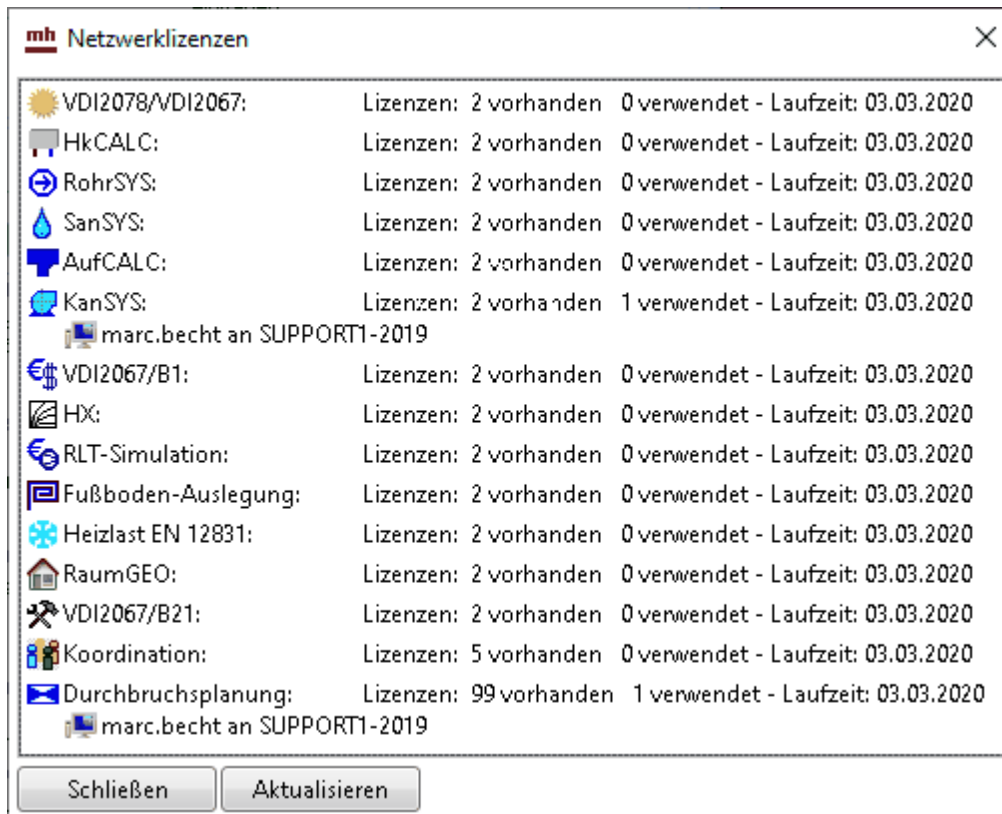 mh Netzwerklizenzen
VDI2078/VDI2067: Lizenzen: 2 vorhanden 0 verwendet - Laufzeit: 03.03.2020
HkCALC: Lizenzen: 2 vorhanden 0 verwendet - Laufzeit: 03.03.2020
RohrSYS: Lizenzen: 2 vorhanden 0 verwendet - Laufzeit: 03.03.2020
SanSYS: Lizenzen: 2 vorhanden 0 verwendet - Laufzeit: 03.03.2020
AufCALC: Lizenzen: 2 vorhanden 0 verwendet - Laufzeit: 03.03.2020
KanSYS: Lizenzen: 2 vorhanden 1 verwendet - Laufzeit: 03.03.2020
marc.becht an SUPPORT1-2019
€$ VDI2067/B1: Lizenzen: 2 vorhanden 0 verwendet - Laufzeit: 03.03.2020
HX: Lizenzen: 2 vorhanden 0 verwendet - Laufzeit: 03.03.2020
RLT-Simulation: Lizenzen: 2 vorhanden 0 verwendet - Laufzeit: 03.03.2020
Fußboden-Auslegung: Lizenzen: 2 vorhanden 0 verwendet - Laufzeit: 03.03.2020
Heizlast EN 12831: Lizenzen: 2 vorhanden 0 verwendet - Laufzeit: 03.03.2020
RaumGEO: Lizenzen: 2 vorhanden 0 verwendet - Laufzeit: 03.03.2020
VDI2067/B21: Lizenzen: 2 vorhanden 0 verwendet - Laufzeit: 03.03.2020
Koordination: Lizenzen: 5 vorhanden 0 verwendet - Laufzeit: 03.03.2020
Durchbruchsplanung: Lizenzen: 99 vorhanden 1 verwendet - Laufzeit: 03.03.2020
marc.becht an SUPPORT1-2019
Schließen Aktualisieren